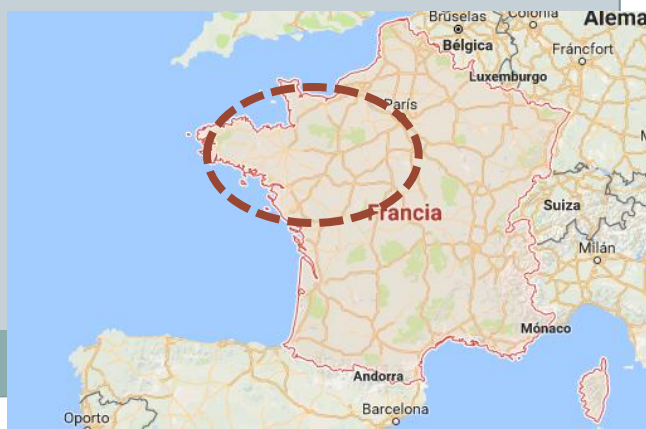 Bruselas
Colonia
Alema
Bélgica
Fráncfort
Luxemburgo
París
Francia
Suiza
Milán
Mónaco
Andorra
Barcelona
Oporto